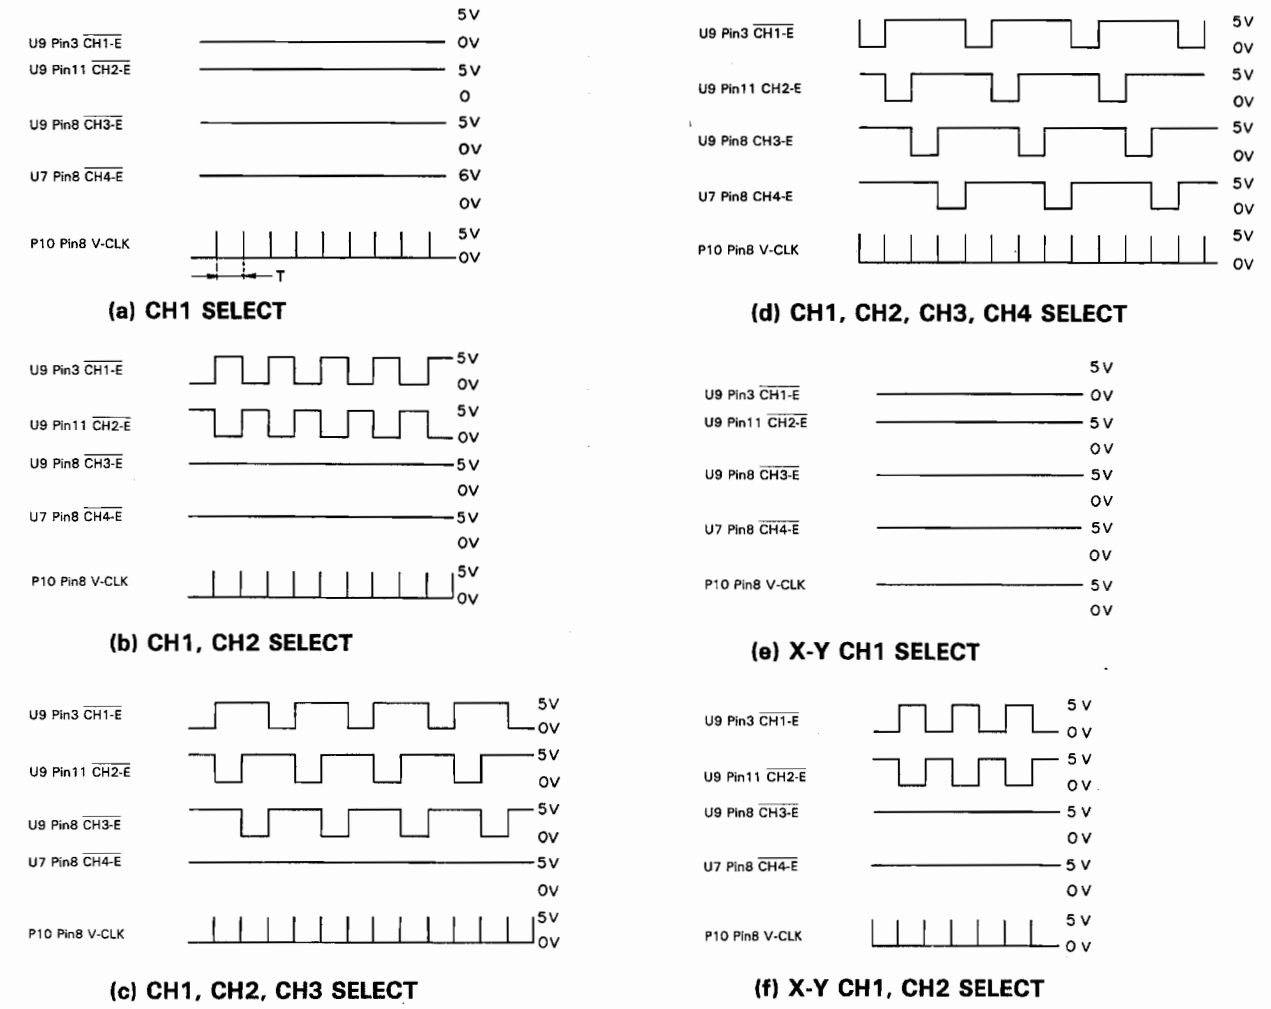 5V
U9 Pin3 CH1-E
0V
U9 Pin11 CH2-E
5V
0
U9 Pin8 CH3-E
5V
0V
U7 Pin8 CH4-E
6V
0V
P10 Pin8 V-CLK
5V
0V
T
(a) CH1 SELECT
U9 Pin3 CH1-E
5V
0V
U9 Pin11 CH2-E
5V
0V
U9 Pin8 CH3-E
5V
0V
U7 Pin8 CH4-E
5V
0V
P10 Pin8 V-CLK
5V
0V
(b) CH1, CH2 SELECT
U9 Pin3 CH1-E
5V
0V
U9 Pin11 CH2-E
5V
0V
U9 Pin8 CH3-E
5V
0V
U7 Pin8 CH4-E
5V
0V
P10 Pin8 V-CLK
5V
0V
(c) CH1, CH2, CH3 SELECT
U9 Pin3 CH1-E
5V
0V
U9 Pin11 CH2-E
5V
0V
U9 Pin8 CH3-E
5V
0V
U7 Pin8 CH4-E
5V
0V
P10 Pin8 V-CLK
5V
0V
(d) CH1, CH2, CH3, CH4 SELECT
5V
U9 Pin3 CH1-E
0V
U9 Pin11 CH2-E
5V
0V
U9 Pin8 CH3-E
5V
0V
U7 Pin8 CH4-E
5V
0V
P10 Pin8 V-CLK
5V
0V
(e) X-Y CH1 SELECT
U9 Pin3 CH1-E
5V
0V
U9 Pin11 CH2-E
5V
0V
U9 Pin8 CH3-E
5V
0V
U7 Pin8 CH4-E
5V
0V
P10 Pin8 V-CLK
5V
0V
(f) X-Y CH1, CH2 SELECT